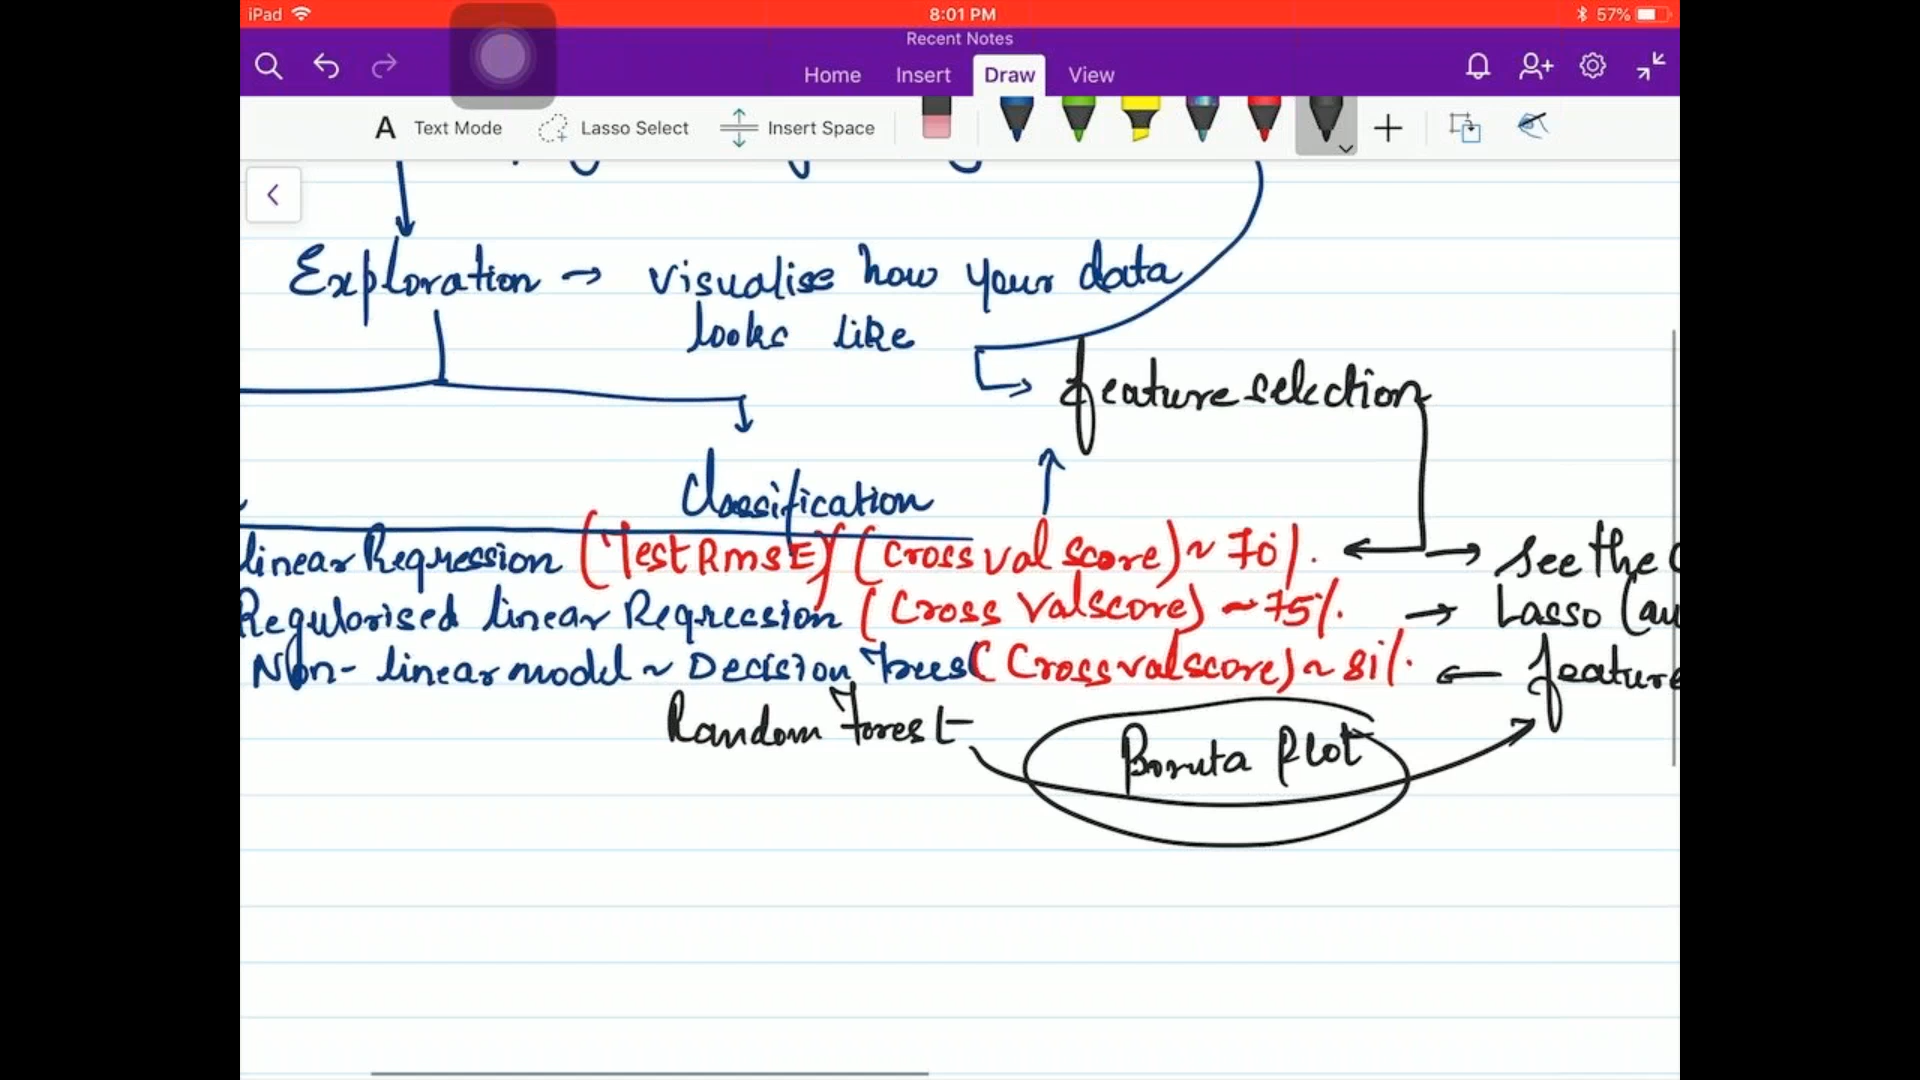 iPad 8:01 PM 57%
Recent Notes
Home Insert Draw View
A Text Mode Lasso Select Insert Space
Exploration → visualise how your data
looks like
feature selection
Classification
linear Regression (Test RmsE)/(Cross val score) ~ 70%. ← → See the
Regularised linear Regression (Cross Valscore) ~ 75%. → Lasso (au
Non-linear model ~ Decision Trees (Crossvalscore) ~ 81%. ← feature
Random Forest Boruta Plot